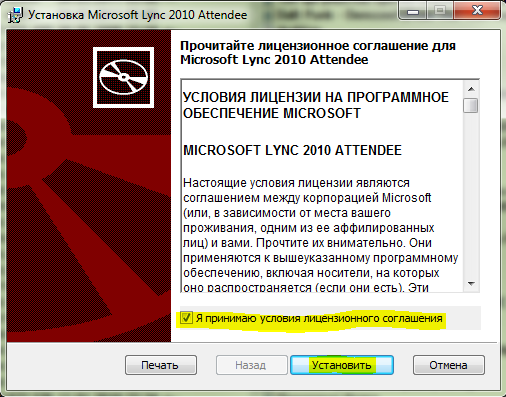 Установка Microsoft Lync 2010 Attendee
Прочитайте лицензионное соглашение для
Microsoft Lync 2010 Attendee
УСЛОВИЯ ЛИЦЕНЗИИ НА ПРОГРАММНОЕ
ОБЕСПЕЧЕНИЕ MICROSOFT
MICROSOFT LYNC 2010 ATTENDEE
Настоящие условия лицензии являются
соглашением между корпорацией Microsoft
(или, в зависимости от места вашего
проживания, одним из ее аффилированных
лиц) и вами. Прочтите их внимательно. Они
применяются к вышеуказанному программному
обеспечению, включая носители, на которых
оно распространяется (если они есть). Эти
Я принимаю условия лицензионного соглашения
Печать
Назад
Установить
Отмена